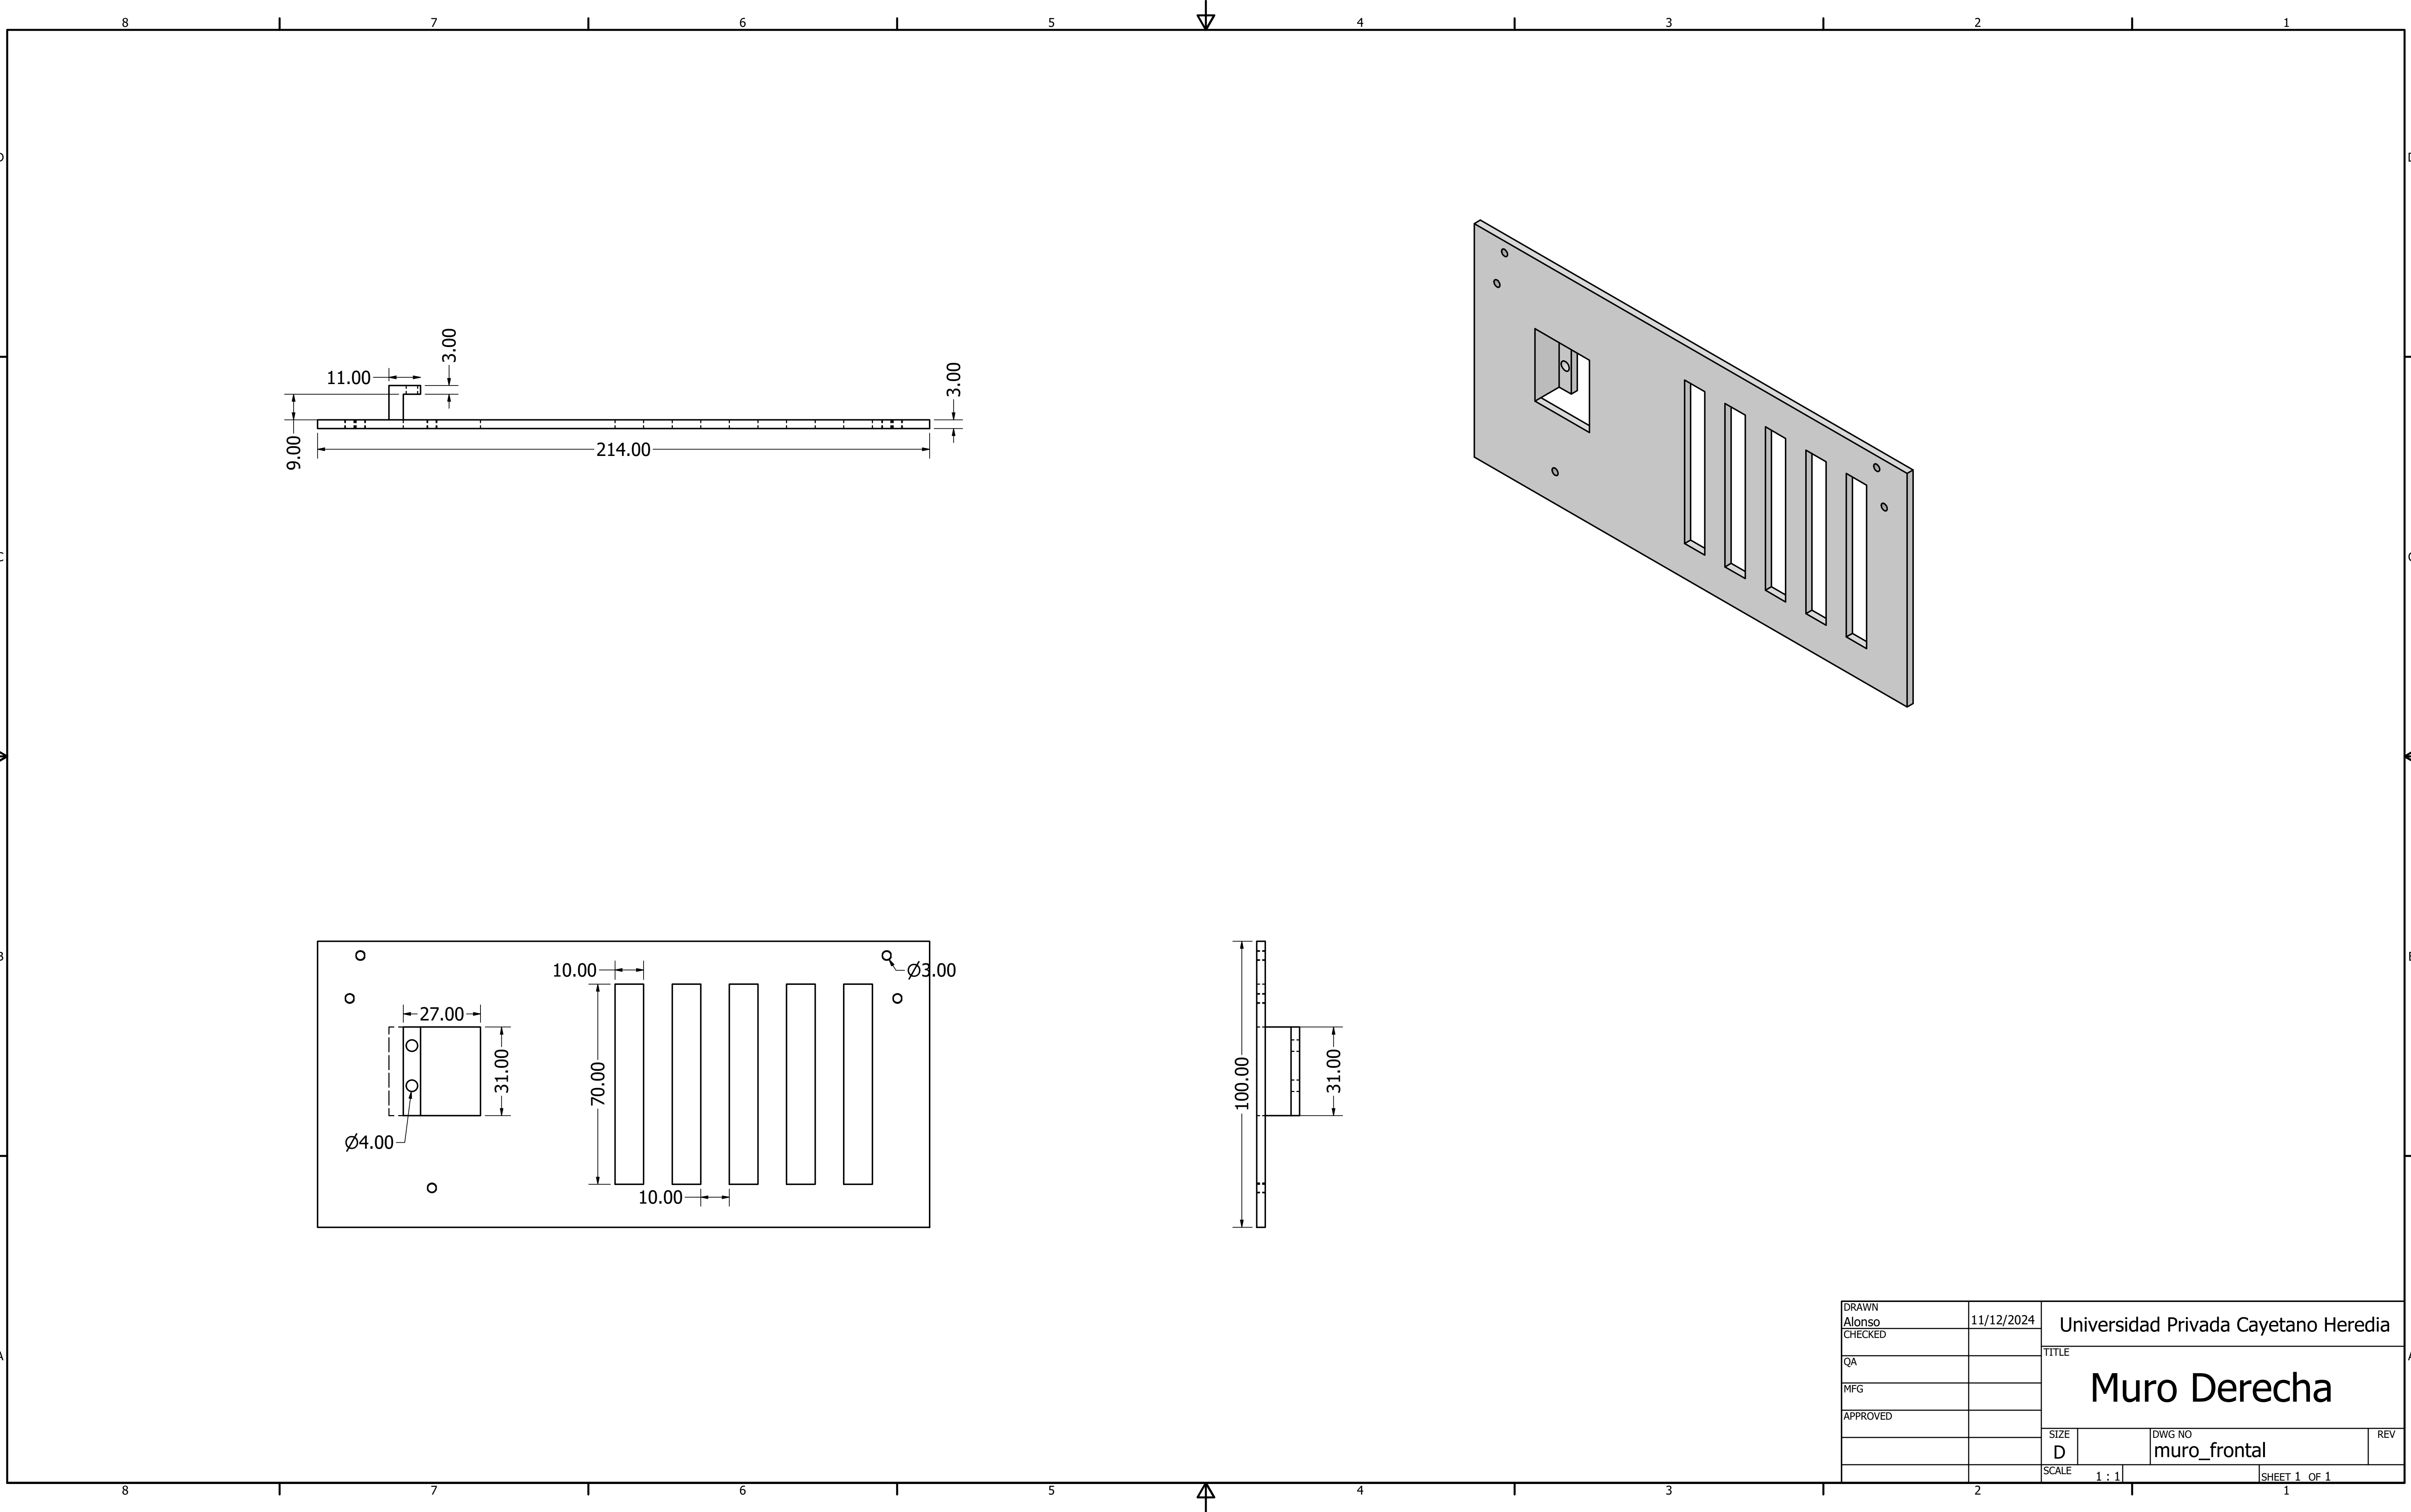 8 7 6 5 4 3 2 1
D D
11.00
3.00
3.00
9.00
214.00
C C
B B
10.00
Ø3.00
27.00
31.00
70.00
Ø4.00
10.00
100.00
31.00
DRAWN
Alonso
11/12/2024
CHECKED
QA
MFG
APPROVED
Universidad Privada Cayetano Heredia
TITLE
Muro Derecha
SIZE
D
DWG NO
muro_frontal
REV
SCALE
1 : 1
SHEET 1 OF 1
A A
8 7 6 5 4 3 2 1